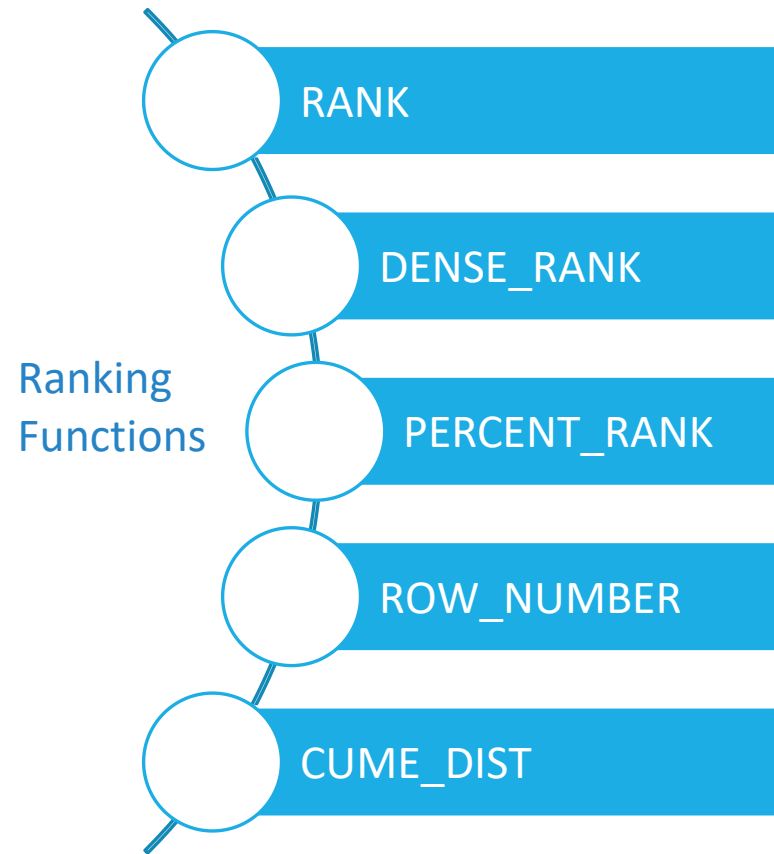 Ranking
Functions
RANK
DENSE_RANK
PERCENT_RANK
ROW_NUMBER
CUME_DIST